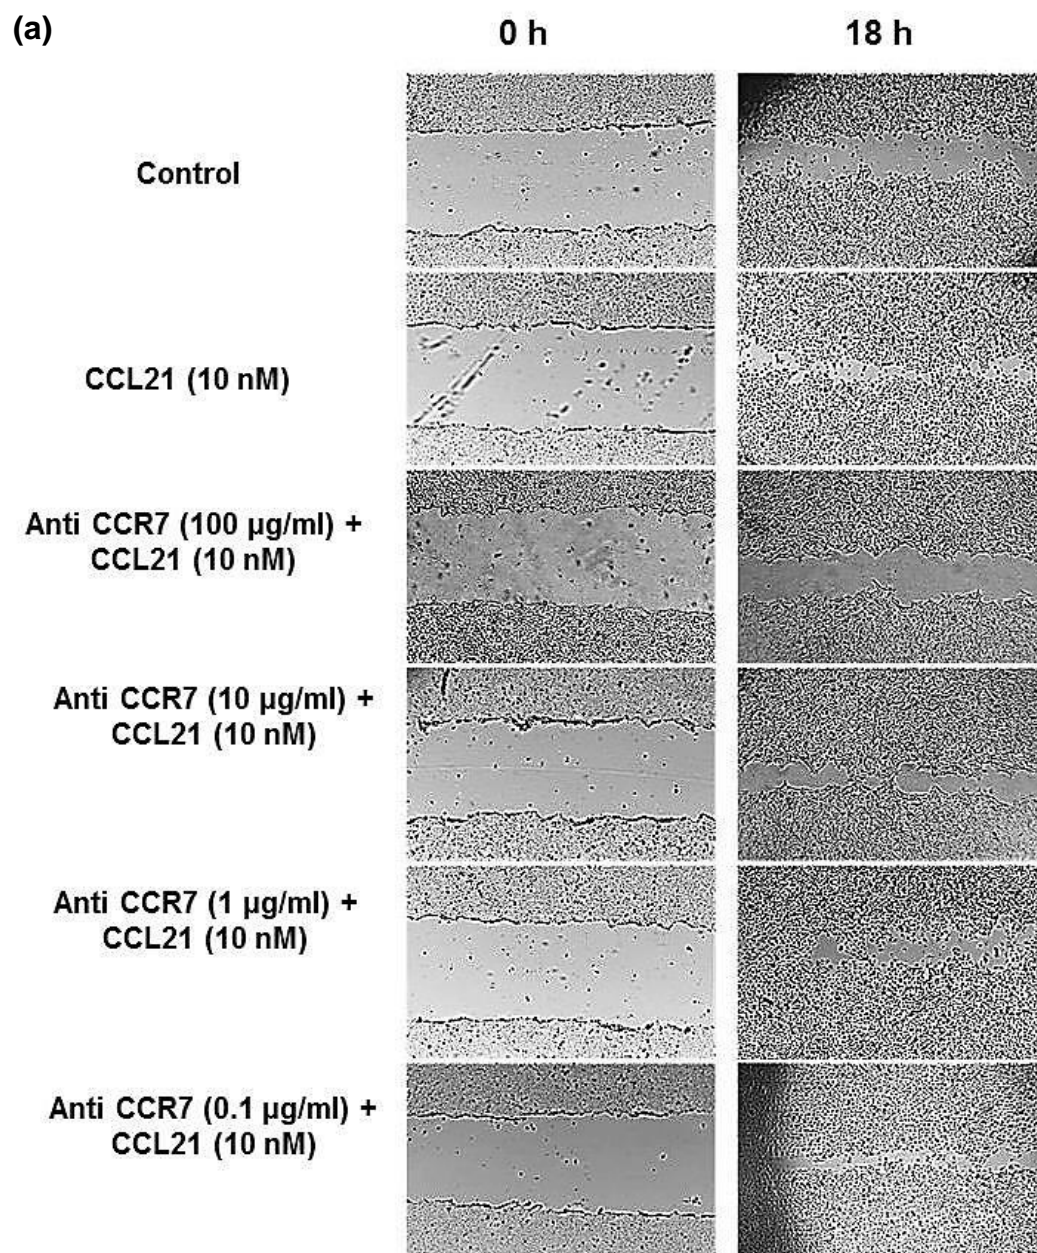 (a)
0 h
18 h
Control
CCL21 (10 nM)
Anti CCR7 (100 µg/ml) +
CCL21 (10 nM)
Anti CCR7 (10 µg/ml) +
CCL21 (10 nM)
Anti CCR7 (1 µg/ml) +
CCL21 (10 nM)
Anti CCR7 (0.1 µg/ml) +
CCL21 (10 nM)